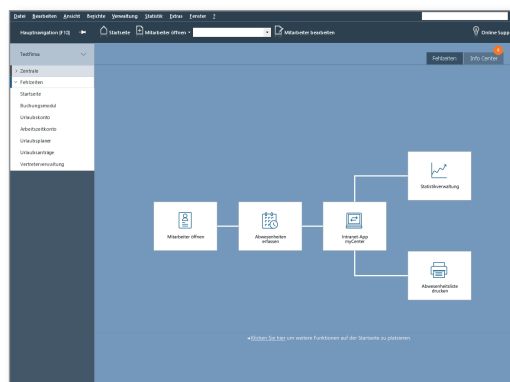 Datei Bearbeiten Ansicht Berichte Verwaltung Statistik Extras Fenster ?
Hauptnavigation [F10] Startseite Mitarbeiter öffnen Mitarbeiter bearbeiten Online Supp
Testfirma
4
Fehlzeiten Info Center
Zentrale
Fehlzeiten
Startseite
Buchungsmodul
Urlaubskonto
Arbeitszeitkonto
Urlaubsplaner
Urlaubsanträge
Vertreterverwaltung
Statistikverwaltung
Mitarbeiter öffnen
Abwesenheiten
erfassen
Intranet-App
myCenter
Abwesenheitsliste
drucken
Klicken Sie hier um weitere Funktionen auf der Startseite zu platzieren.